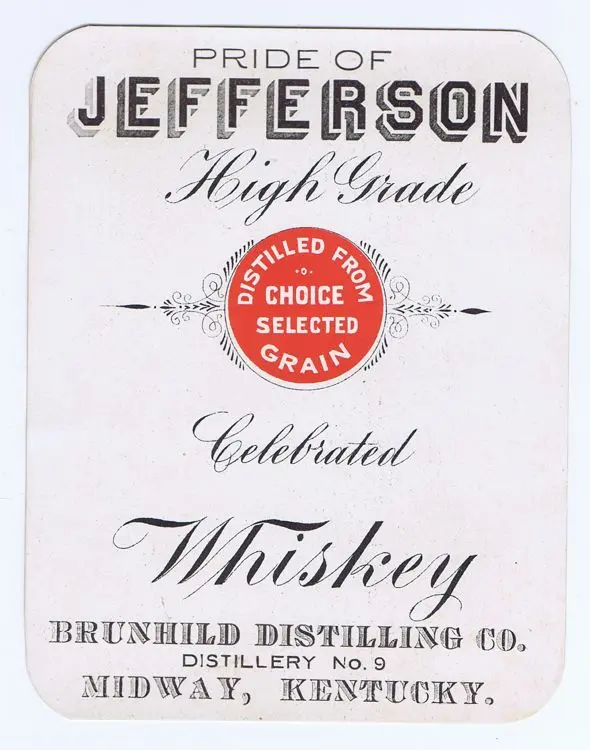 PRIDE OF
JEFFERSON
High Grade
DISTILLED FROM
CHOICE
SELECTED
GRAIN
Celebrated
Whiskey
BRUNHILD DISTILLING CO.
DISTILLERY No. 9
MIDWAY, KENTUCKY.